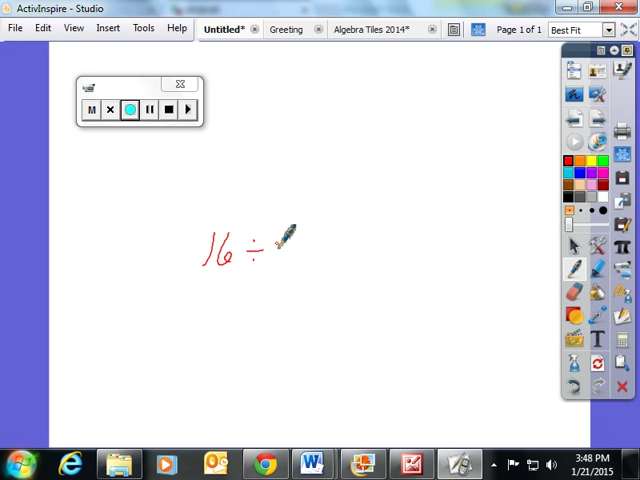 ActivInspire - Studio
File Edit View Insert Tools Help Untitled* Greeting Algebra Tiles 2014* Page 1 of 1 Best Fit
M
16 ÷
T
W
3:48 PM
1/21/2015